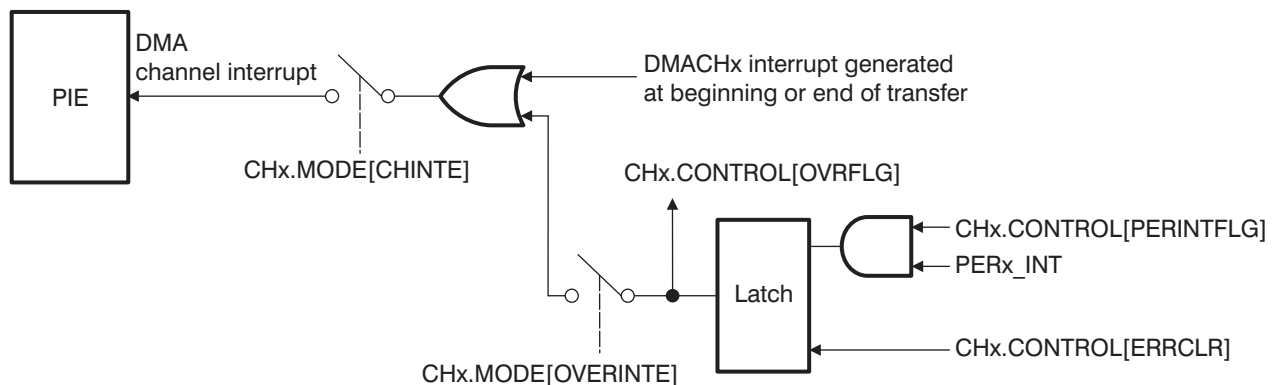 DMA
channel interrupt
PIE
DMACHx interrupt generated
at beginning or end of transfer
CHx.MODE[CHINTE]
CHx.CONTROL[OVRFLG]
CHx.CONTROL[PERINTFLG]
PERx_INT
Latch
CHx.CONTROL[ERRCLR]
CHx.MODE[OVERINTE]